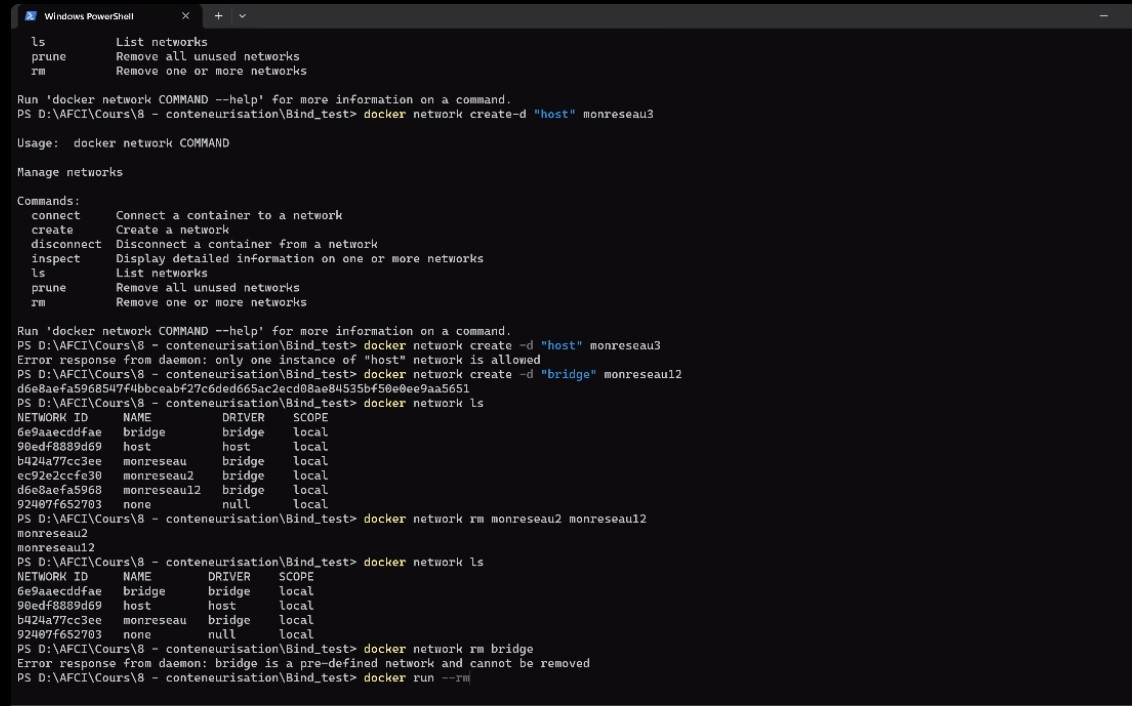 Windows PowerShell
ls          List networks
prune       Remove all unused networks
rm          Remove one or more networks
Run 'docker network COMMAND --help' for more information on a command.
PS D:\AFCI\Cours\8 - conteneurisation\Bind_test> docker network create-d "host" monreseau3
Usage:  docker network COMMAND
Manage networks
Commands:
connect     Connect a container to a network
create      Create a network
disconnect  Disconnect a container from a network
inspect     Display detailed information on one or more networks
ls          List networks
prune       Remove all unused networks
rm          Remove one or more networks
Run 'docker network COMMAND --help' for more information on a command.
PS D:\AFCI\Cours\8 - conteneurisation\Bind_test> docker network create -d "host" monreseau3
Error response from daemon: only one instance of "host" network is allowed
PS D:\AFCI\Cours\8 - conteneurisation\Bind_test> docker network create -d "bridge" monreseau12
d6e8aefa5968547f4bbceabf27c6ded665ac2ecd08ae84535bf50e0ee9aa5651
PS D:\AFCI\Cours\8 - conteneurisation\Bind_test> docker network ls
NETWORK ID     NAME          DRIVER    SCOPE
6e9aaecddfae   bridge        bridge    local
90edf8889d69   host          host      local
b424a77cc3ee   monreseau     bridge    local
ec92e2ccfe30   monreseau2    bridge    local
d6e8aefa5968   monreseau12   bridge    local
92407f652703   none          null      local
PS D:\AFCI\Cours\8 - conteneurisation\Bind_test> docker network rm monreseau2 monreseau12
monreseau2
monreseau12
PS D:\AFCI\Cours\8 - conteneurisation\Bind_test> docker network ls
NETWORK ID     NAME        DRIVER    SCOPE
6e9aaecddfae   bridge      bridge    local
90edf8889d69   host        host      local
b424a77cc3ee   monreseau   bridge    local
92407f652703   none        null      local
PS D:\AFCI\Cours\8 - conteneurisation\Bind_test> docker network rm bridge
Error response from daemon: bridge is a pre-defined network and cannot be removed
PS D:\AFCI\Cours\8 - conteneurisation\Bind_test> docker run --rm